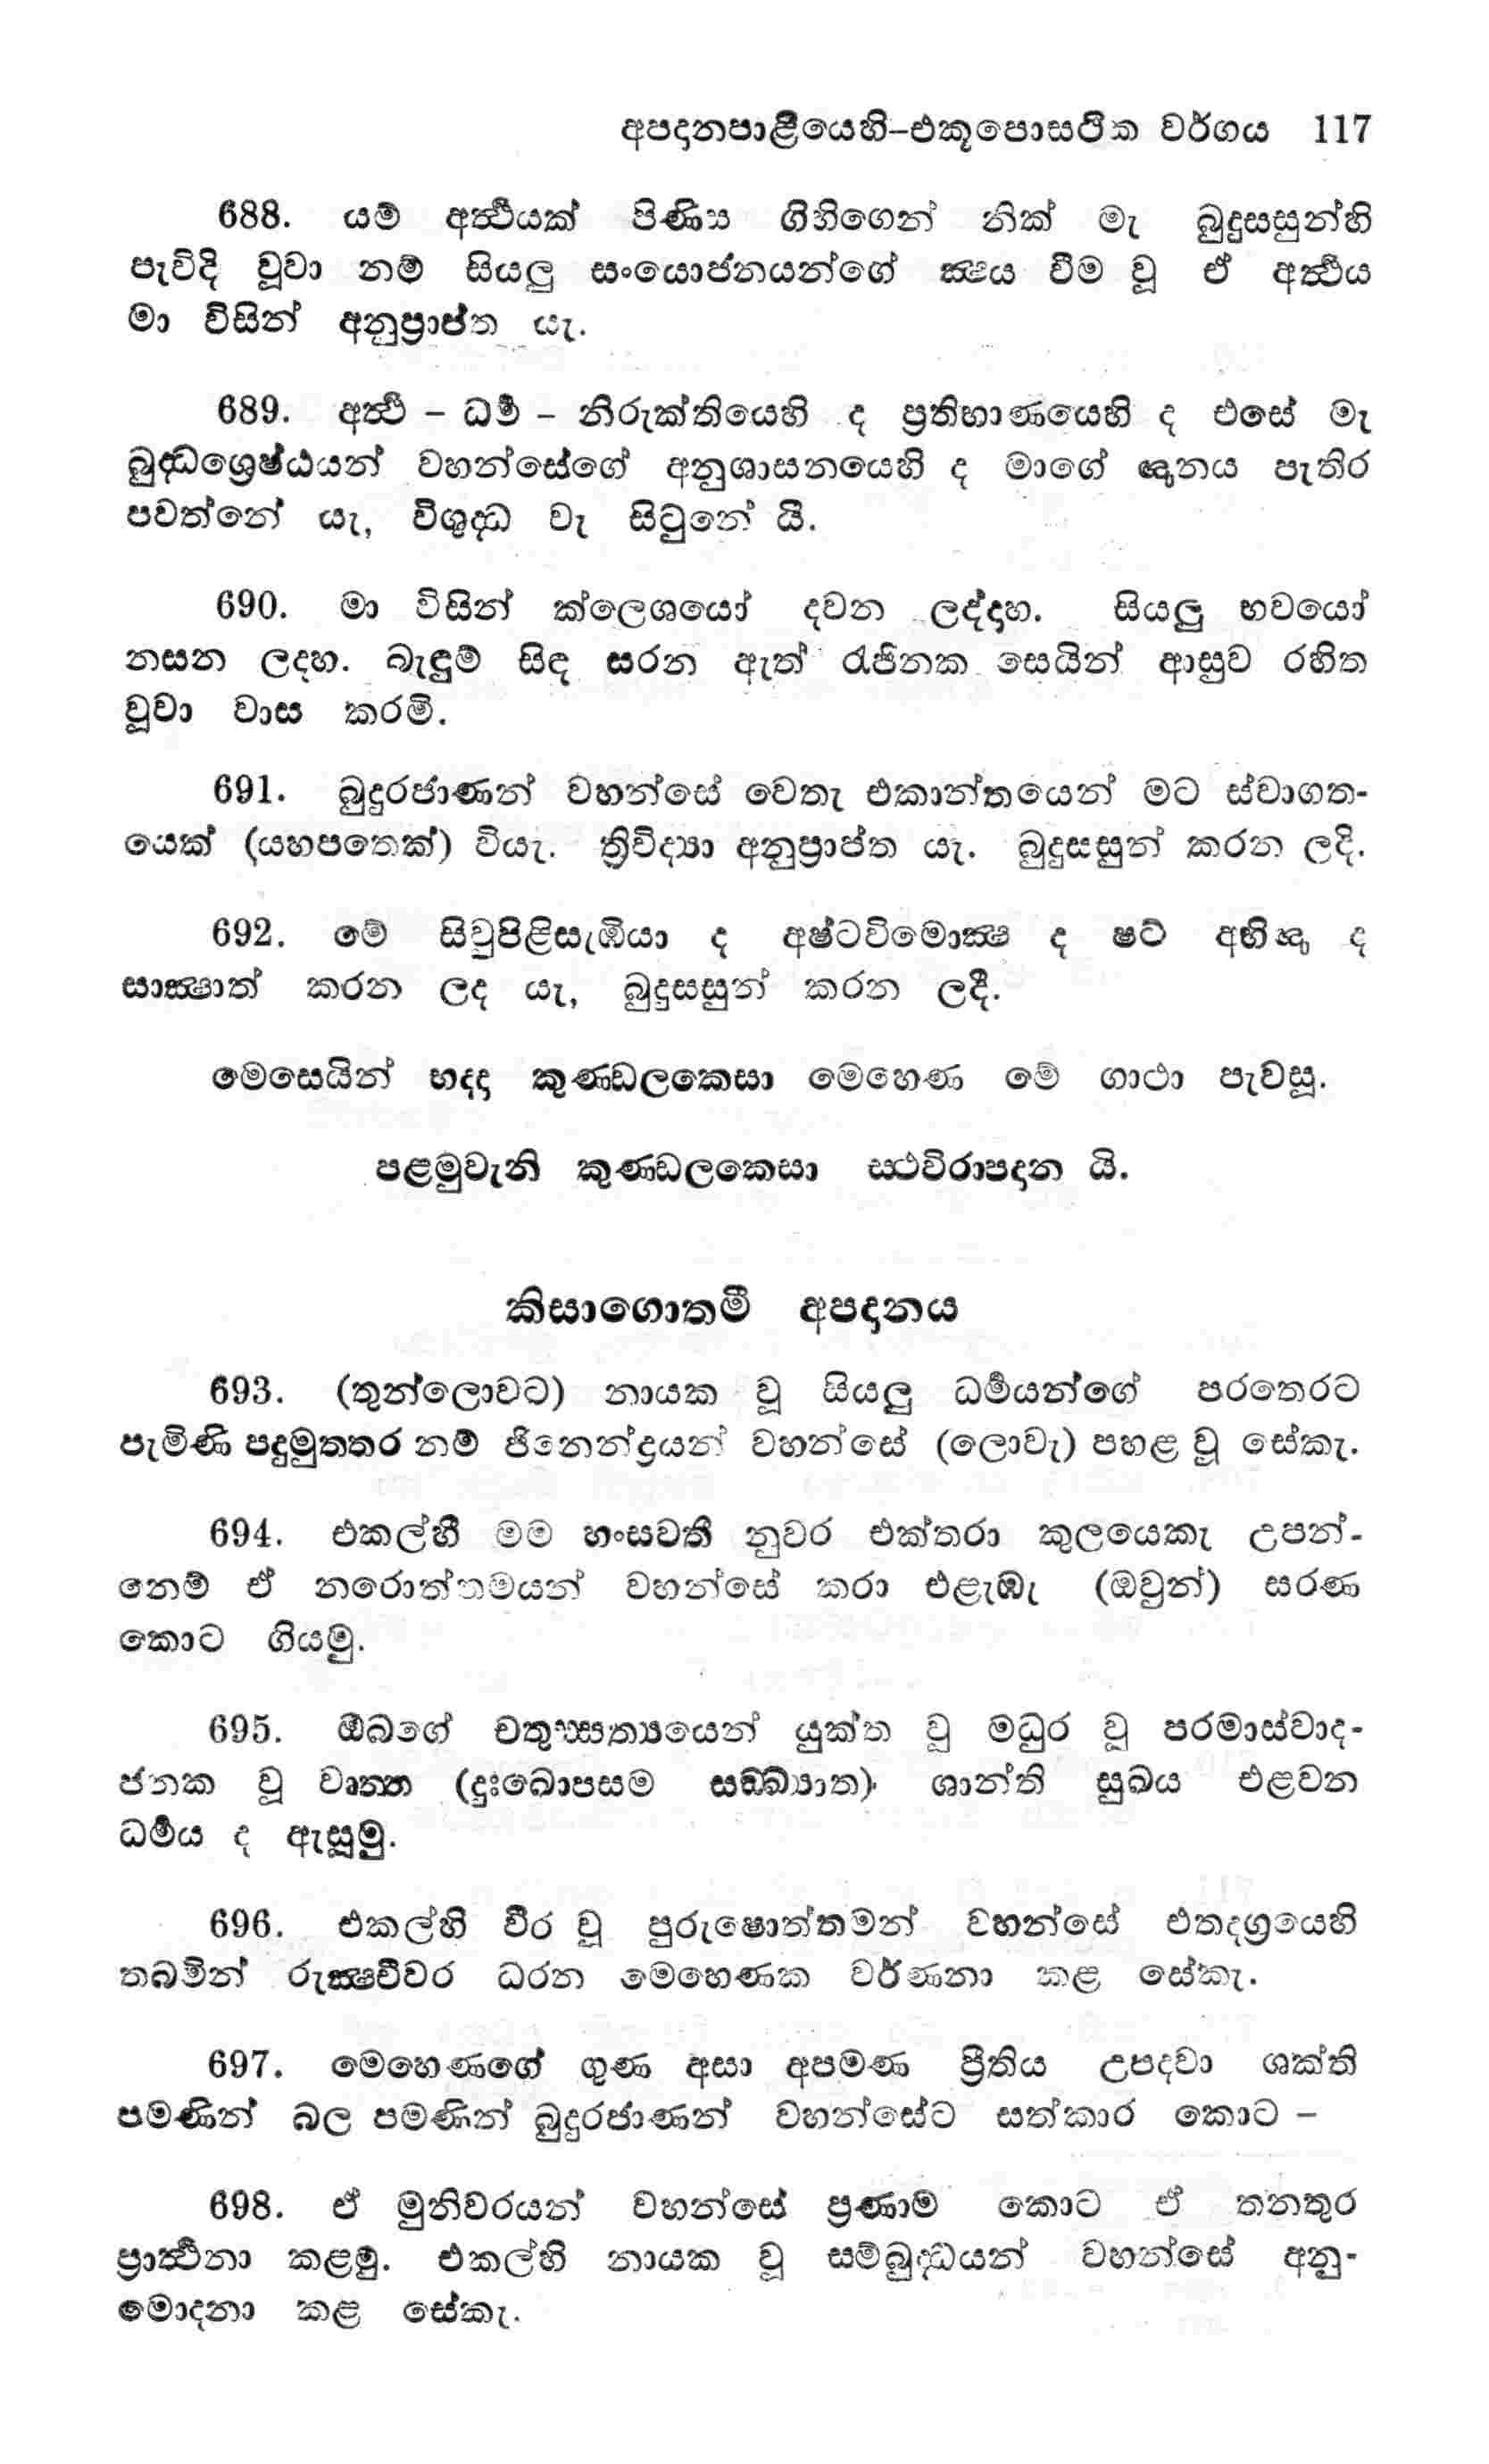 අපදානපාළියෙහි–එකූපොසථික වර්ගය 117
688. යම් අර්‍ත්‍ථයක් පිණිස ගිහිගෙන් නික් මැ බුදුසසුන්හි
පැවිදි වූවා නම් සියලු සංයොජනයන්ගේ ක්‍ෂය වීම වූ ඒ අර්‍ත්‍ථය
මා විසින් අනුප්‍රාප්ත යැ.
689. අර්‍ත්‍ථ – ධර්‍ම – නිරුක්තියෙහි ද ප්‍රතිභාණයෙහි ද එසේ මැ
බුද්‍ධශ්‍රෙෂ්ඨයන් වහන්සේගේ අනුශාසනයෙහි ද මාගේ ඥානය පැතිර
පවත්නේ යැ, විශුද්‍ධ වැ සිටුනේ යි.
690. මා විසින් ක්ලෙශයෝ දවන ලද්දාහ. සියලු භවයෝ
නසන ලදහ. බැඳුම් සිඳ සරන ඇත් රැජිනක සෙයින් ආස්‍රව රහිත
වූවා වාස කරමි.
691. බුදුරජාණන් වහන්සේ වෙතැ එකාන්තයෙන් මට ස්වාගත-
යෙක් (යහපතෙක්) වියැ. ත්‍රිවිද්‍යා අනුප්‍රාප්ත යැ. බුදුසසුන් කරන ලදි.
692. මේ සිවුපිළිසැඹියා ද අෂ්ටවිමොක්‍ෂ ද ෂට් අභිඥා ද
සාක්‍ෂාත් කරන ලද යැ, බුදුසසුන් කරන ලදී.
මෙසෙයින් භද්‍දා කුණ්‍ඩලකෙසා මෙහෙණ මේ ගාථා පැවසූ.
පළමුවැනි කුණ්‍ඩලකෙසා ස්‍ථවිරාපදාන යි.
කිසාගොතමී අපදානය
693. (තුන්ලොවට) නායක වූ සියලු ධර්‍මයන්ගේ පරතෙරට
පැමිණි පදුමුත්‍තර නම් ජිනෙන්ද්‍රයන් වහන්සේ (ලොවැ) පහළ වූ සේකැ.
694. එකල්හී මම හංසවතී නුවර එක්තරා කුලයෙකැ උපන්-
නෙම් ඒ නරොත්තමයන් වහන්සේ කරා එළැඹැ (ඔවුන්) සරණ
කොට ගියමු.
695. ඔබගේ චතුස්සත්‍යයෙන් යුක්ත වූ මධුර වූ පරමාස්වාද-
ජනක වූ වෘත්‍ත (දුඃඛොපසම සඞ්ඛ්‍යාත) ශාන්ති සුඛය එළවන
ධර්‍මය ද ඇසූමු.
696. එකල්හි වීර වූ පුරුෂොත්තමන් වහන්සේ එතදග්‍රයෙහි
තබමින් රුක්‍ෂචීවර ධරන මෙහෙණක වර්ණනා කළ සේකැ.
697. මෙහෙණගේ ගුණ අසා අපමණ ප්‍රීතිය උපදවා ශක්ති
පමණින් බල පමණින් බුදුරජාණන් වහන්සේට සත්කාර කොට –
698. ඒ මුනිවරයන් වහන්සේ ප්‍රණාම කොට ඒ තනතුර
ප්‍රාර්‍ත්‍ථනා කළමු. එකල්හි නායක වූ සම්බුද්‍ධයන් වහන්සේ අනු-
මොදනා කළ සේකැ.